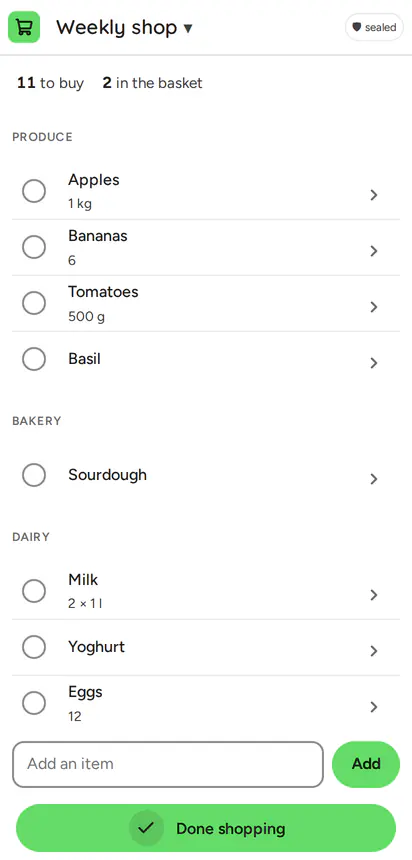 Weekly shop ▾
sealed
11 to buy 2 in the basket
PRODUCE
Apples
1 kg
Bananas
6
Tomatoes
500 g
Basil
BAKERY
Sourdough
DAIRY
Milk
2 × 1 l
Yoghurt
Eggs
12
Add an item
Add
Done shopping